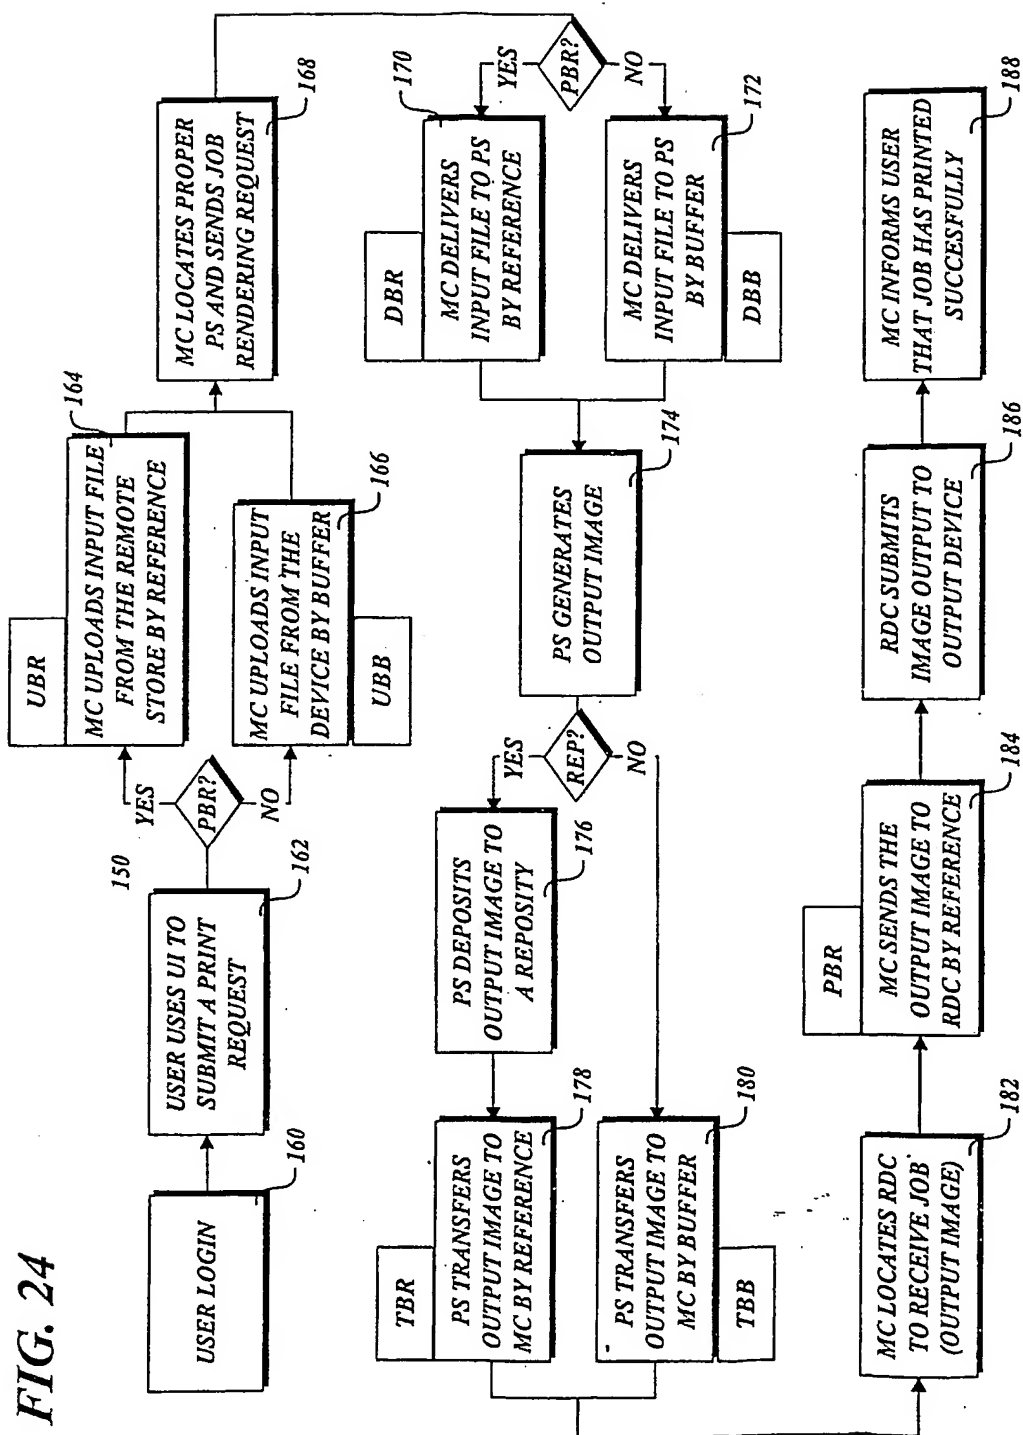 FIG. 24
USER LOGIN
160
USER USES UI TO
SUBMIT A PRINT
REQUEST
162
150
PBR?
YES
NO
UBR
MC UPLOADS INPUT FILE
FROM THE REMOTE
STORE BY REFERENCE
164
MC UPLOADS INPUT
FILE FROM THE
DEVICE BY BUFFER
166
UBB
MC LOCATES PROPER
PS AND SENDS JOB
RENDERING REQUEST
168
PBR?
YES
NO
DBR
MC DELIVERS
INPUT FILE TO PS
BY REFERENCE
170
MC DELIVERS
INPUT FILE TO PS
BY BUFFER
172
DBB
PS GENERATES
OUTPUT IMAGE
174
REP?
YES
NO
PS DEPOSITS
OUTPUT IMAGE TO
A REPOSITY
176
TBR
PS TRANSFERS
OUTPUT IMAGE TO
MC BY REFERENCE
178
PS TRANSFERS
OUTPUT IMAGE TO
MC BY BUFFER
180
TBB
MC LOCATES RDC
TO RECEIVE JOB
(OUTPUT IMAGE)
182
PBR
MC SENDS THE
OUTPUT IMAGE TO
RDC BY REFERENCE
184
RDC SUBMITS
IMAGE OUTPUT TO
OUTPUT DEVICE
186
MC INFORMS USER
THAT JOB HAS PRINTED
SUCCESFULLY
188